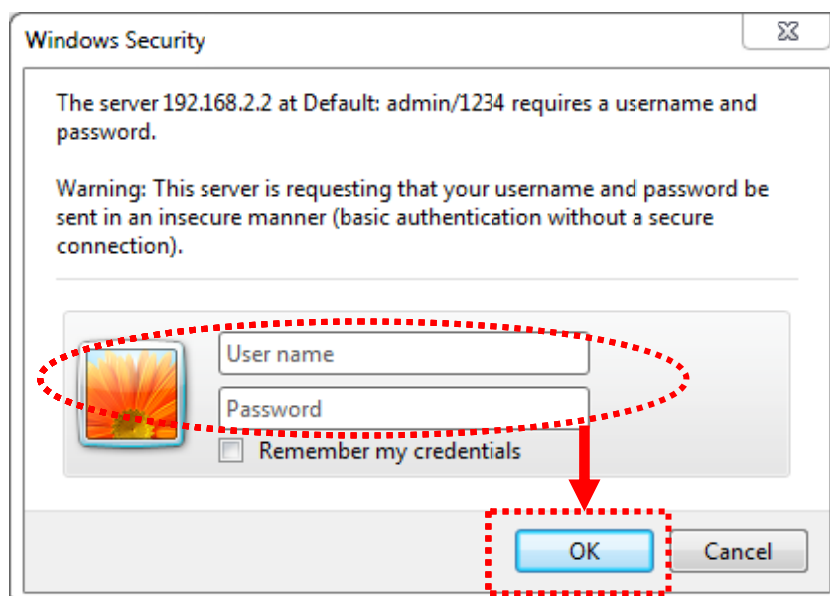 Windows Security
The server 192.168.2.2 at Default: admin/1234 requires a username and
password.
Warning: This server is requesting that your username and password be
sent in an insecure manner (basic authentication without a secure
connection).
User name
Password
Remember my credentials
OK
Cancel